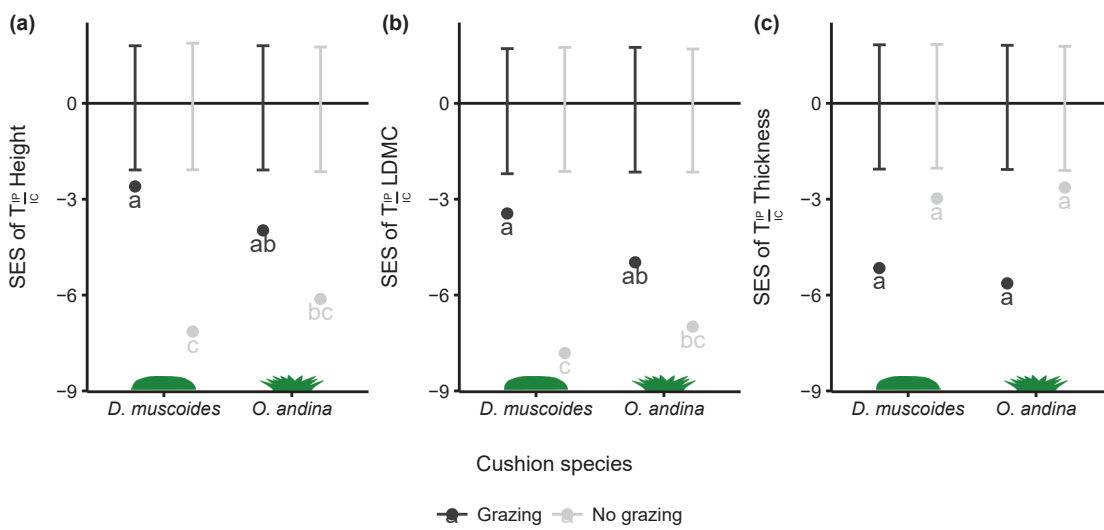 (a)
SES of T IP/IC Height
0
−3
−6
−9
a
c
ab
bc
D. muscoides
O. andina
(b)
SES of T IP/IC LDMC
0
−3
−6
−9
a
c
ab
bc
D. muscoides
O. andina
(c)
SES of T IP/IC Thickness
0
−3
−6
−9
a
a
a
a
D. muscoides
O. andina
Cushion species
a Grazing a No grazing